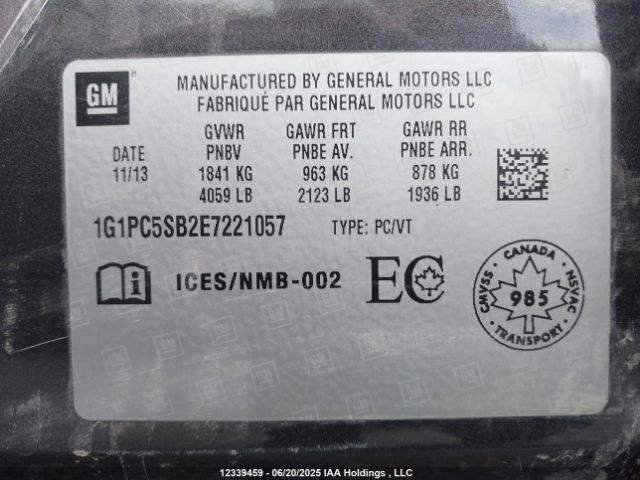 GM
MANUFACTURED BY GENERAL MOTORS LLC
FABRIQUÉ PAR GENERAL MOTORS LLC
GVWR GAWR FRT GAWR RR
DATE PNBV PNBE AV. PNBE ARR.
11/13 1841 KG 963 KG 878 KG
4059 LB 2123 LB 1936 LB
1G1PC5SB2E7221057 TYPE: PC/VT
ICES/NMB-002 EC
CMVSS · CANADA · NSVAC · TRANSPORT ·
985
12339459 - 06/20/2025 IAA Holdings , LLC